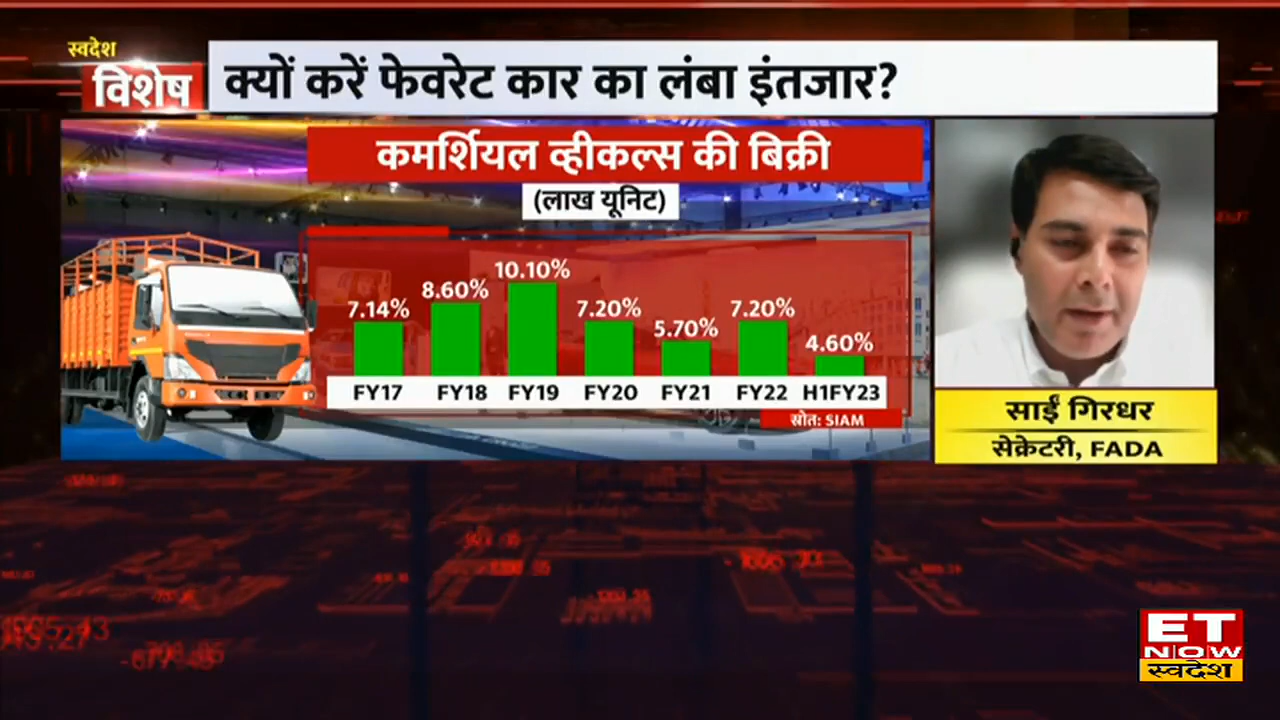 स्वदेश
विशेष
क्यों करें फेवरेट कार का लंबा इंतजार?
कमर्शियल व्हीकल्स की बिक्री
(लाख यूनिट)
7.14% 8.60% 10.10% 7.20% 5.70% 7.20% 4.60%
FY17 FY18 FY19 FY20 FY21 FY22 H1FY23
स्रोत: SIAM
साईं गिरधर
सेक्रेटरी, FADA
ET
NOW
स्वदेश